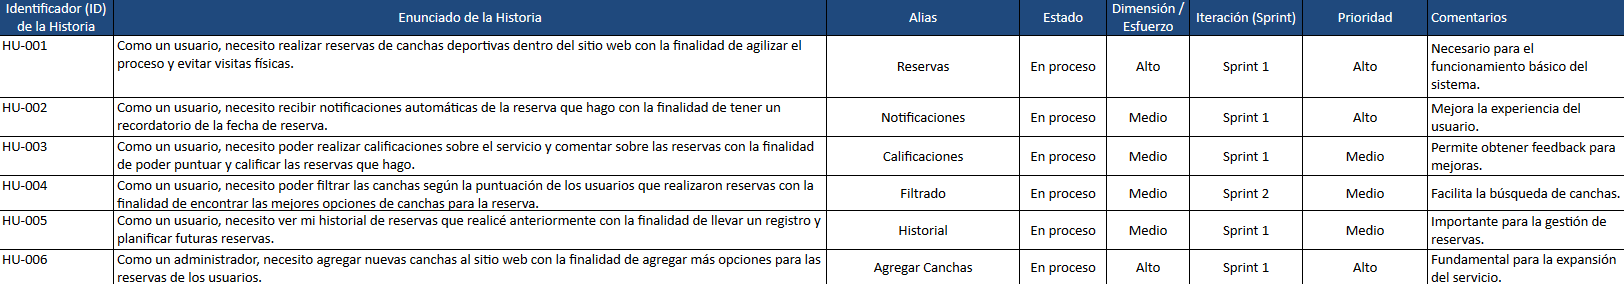 Identificador (ID)
de la Historia
Enunciado de la Historia
Alias
Estado
Dimensión /
Esfuerzo
Iteración (Sprint)
Prioridad
Comentarios
HU-001
Como un usuario, necesito realizar reservas de canchas deportivas dentro del sitio web con la finalidad de agilizar el
proceso y evitar visitas físicas.
Reservas
En proceso
Alto
Sprint 1
Alto
Necesario para el
funcionamiento básico del
sistema.
HU-002
Como un usuario, necesito recibir notificaciones automáticas de la reserva que hago con la finalidad de tener un
recordatorio de la fecha de reserva.
Notificaciones
En proceso
Medio
Sprint 1
Alto
Mejora la experiencia del
usuario.
HU-003
Como un usuario, necesito poder realizar calificaciones sobre el servicio y comentar sobre las reservas con la finalidad
de poder puntuar y calificar las reservas que hago.
Calificaciones
En proceso
Medio
Sprint 1
Medio
Permite obtener feedback para
mejoras.
HU-004
Como un usuario, necesito poder filtrar las canchas según la puntuación de los usuarios que realizaron reservas con la
finalidad de encontrar las mejores opciones de canchas para la reserva.
Filtrado
En proceso
Medio
Sprint 2
Medio
Facilita la búsqueda de canchas.
HU-005
Como un usuario, necesito ver mi historial de reservas que realicé anteriormente con la finalidad de llevar un registro y
planificar futuras reservas.
Historial
En proceso
Medio
Sprint 1
Medio
Importante para la gestión de
reservas.
HU-006
Como un administrador, necesito agregar nuevas canchas al sitio web con la finalidad de agregar más opciones para las
reservas de los usuarios.
Agregar Canchas
En proceso
Alto
Sprint 1
Alto
Fundamental para la expansión
del servicio.